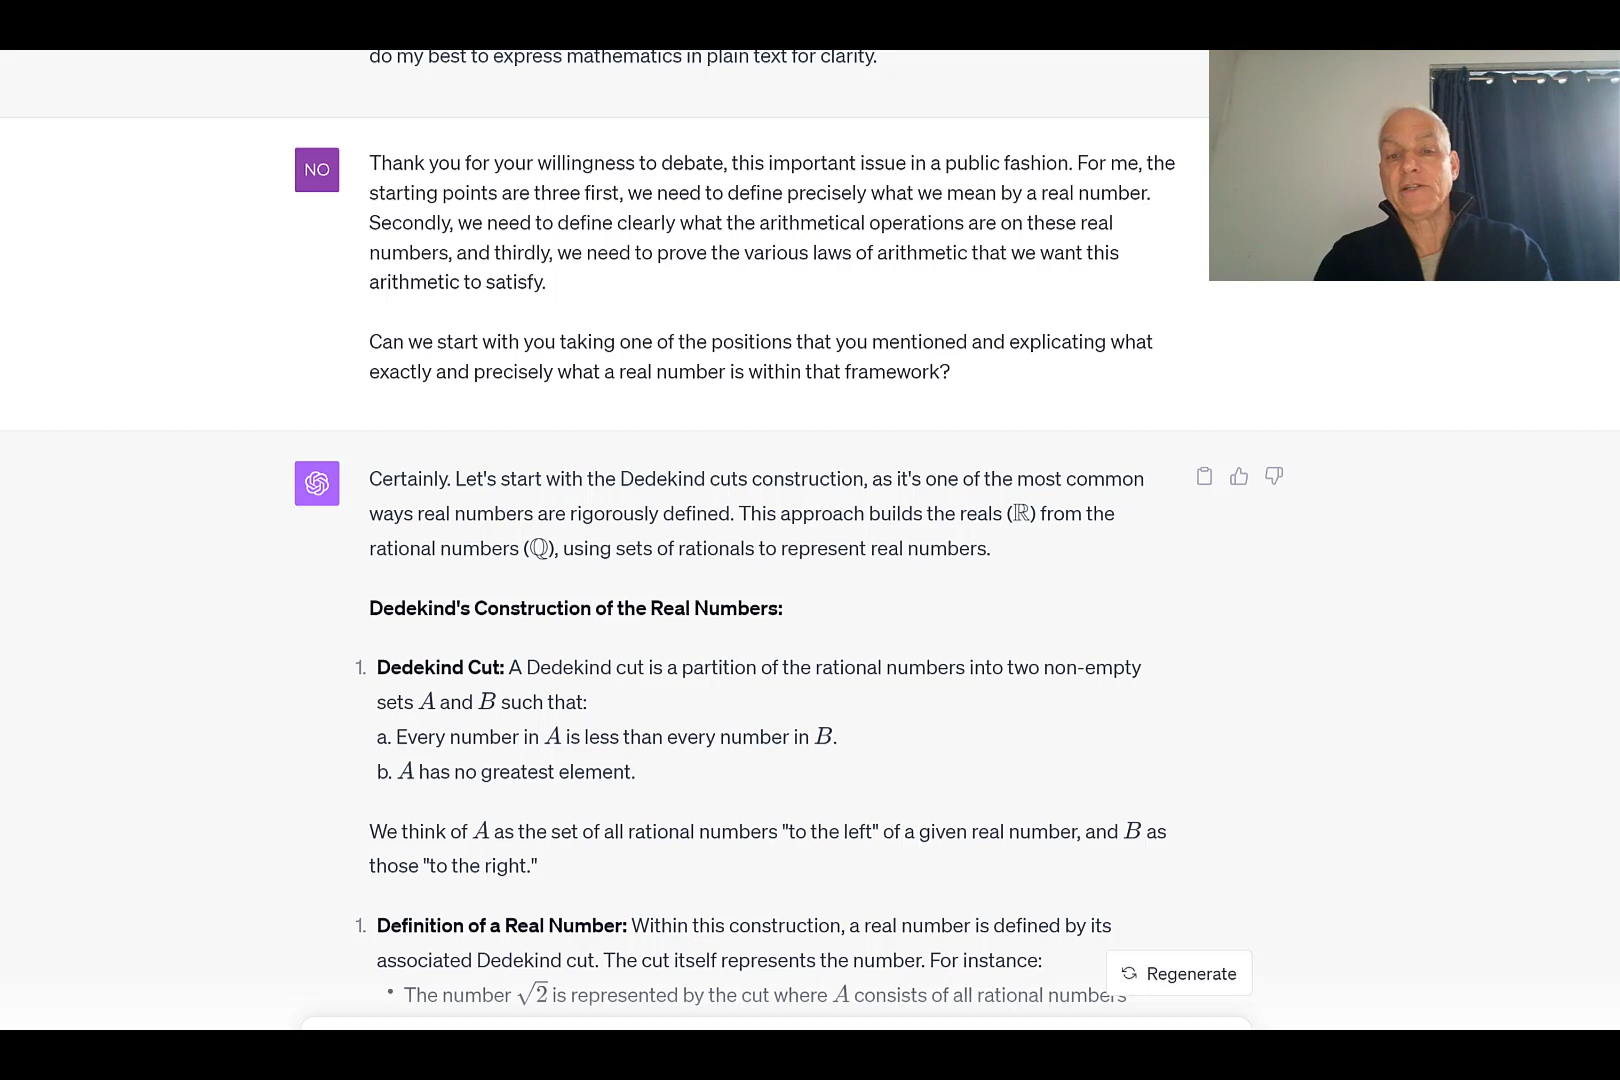 do my best to express mathematics in plain text for clarity.
NO
Thank you for your willingness to debate, this important issue in a public fashion. For me, the
starting points are three first, we need to define precisely what we mean by a real number.
Secondly, we need to define clearly what the arithmetical operations are on these real
numbers, and thirdly, we need to prove the various laws of arithmetic that we want this
arithmetic to satisfy.
Can we start with you taking one of the positions that you mentioned and explicating what
exactly and precisely what a real number is within that framework?
Certainly. Let's start with the Dedekind cuts construction, as it's one of the most common
ways real numbers are rigorously defined. This approach builds the reals (ℝ) from the
rational numbers (ℚ), using sets of rationals to represent real numbers.
Dedekind's Construction of the Real Numbers:
1. Dedekind Cut: A Dedekind cut is a partition of the rational numbers into two non-empty
sets A and B such that:
a. Every number in A is less than every number in B.
b. A has no greatest element.
We think of A as the set of all rational numbers "to the left" of a given real number, and B as
those "to the right."
1. Definition of a Real Number: Within this construction, a real number is defined by its
associated Dedekind cut. The cut itself represents the number. For instance:
Regenerate
• The number √2 is represented by the cut where A consists of all rational numbers